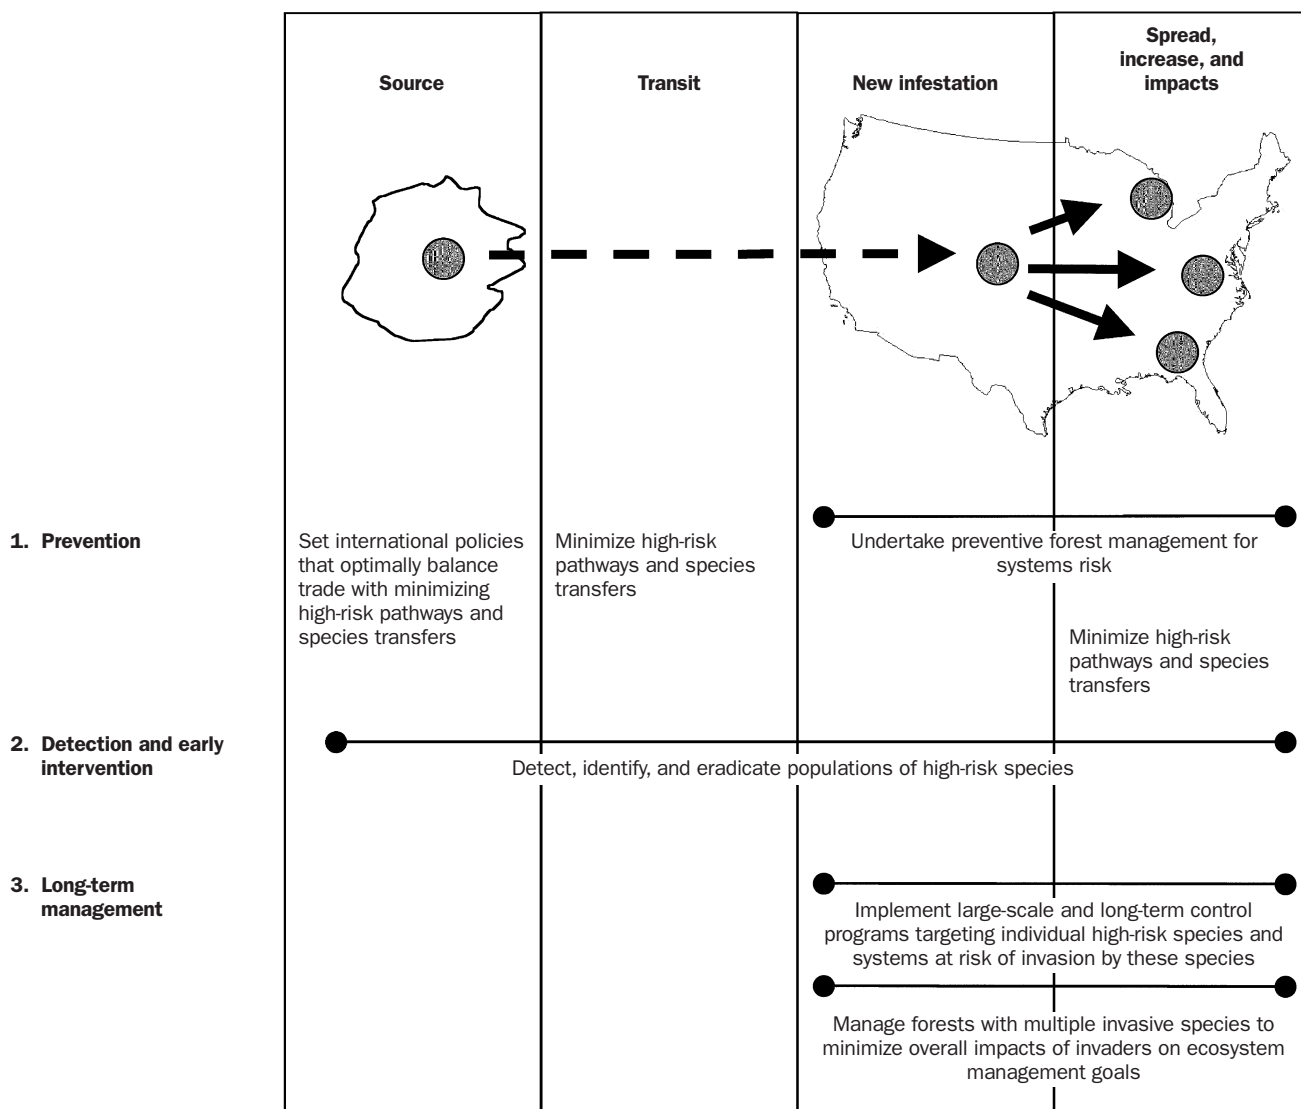 Source
Transit
New infestation
Spread,
increase, and
impacts
1. Prevention
Set international policies
that optimally balance
trade with minimizing
high-risk pathways and
species transfers
Minimize high-risk
pathways and species
transfers
Undertake preventive forest management for
systems risk
Minimize high-risk
pathways and species
transfers
2. Detection and early
intervention
Detect, identify, and eradicate populations of high-risk species
3. Long-term
management
Implement large-scale and long-term control
programs targeting individual high-risk species and
systems at risk of invasion by these species
Manage forests with multiple invasive species to
minimize overall impacts of invaders on ecosystem
management goals